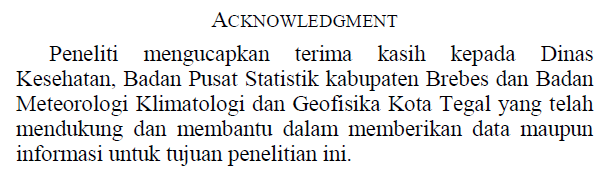 ACKNOWLEDGMENT
Peneliti mengucapkan terima kasih kepada Dinas
Kesehatan, Badan Pusat Statistik kabupaten Brebes dan Badan
Meteorologi Klimatologi dan Geofisika Kota Tegal yang telah
mendukung dan membantu dalam memberikan data maupun
informasi untuk tujuan penelitian ini.